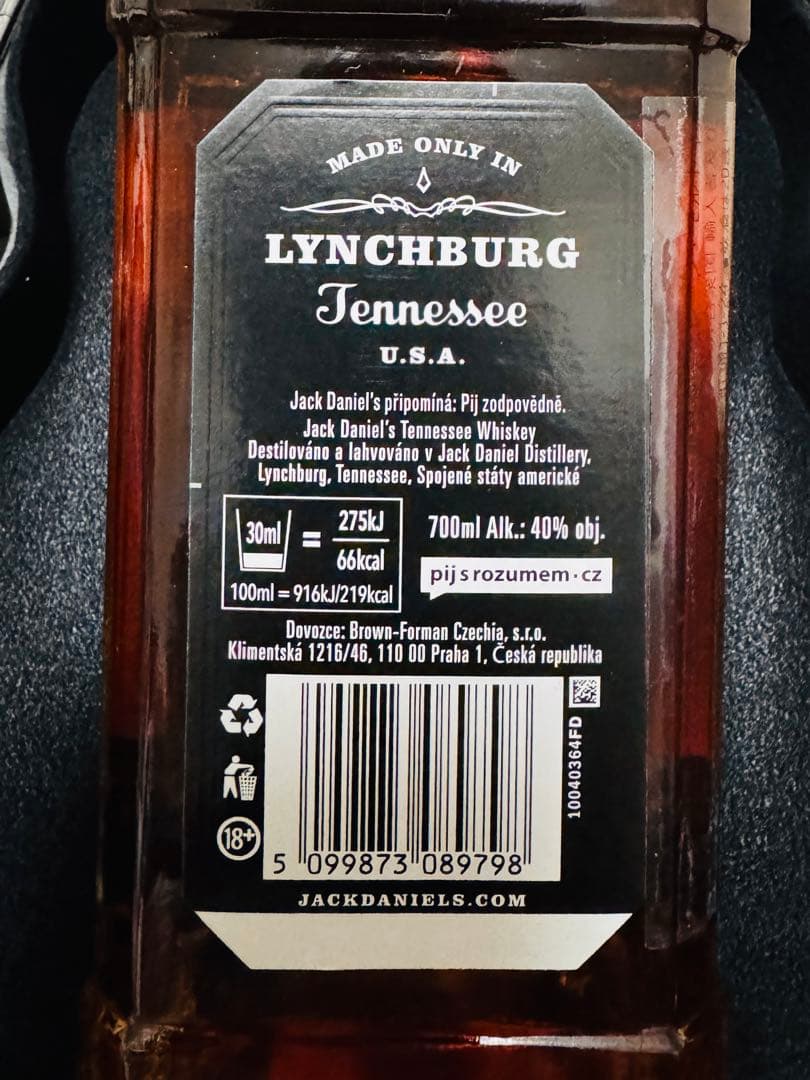 MADE ONLY IN
LYNCHBURG
Tennessee
U.S.A.
Jack Daniel's připomíná: Pij zodpovědně.
Jack Daniel's Tennessee Whiskey
Destilováno a lahvováno v Jack Daniel Distillery,
Lynchburg, Tennessee, Spojené státy americké
30ml = 275kJ
66kcal
100ml = 916kJ/219kcal
700ml Alk.: 40% obj.
pij s rozumem·cz
Dovozce: Brown-Forman Czechia, s.r.o.
Klimentská 1216/46, 110 00 Praha 1, Česká republika
18+
10040364FD
5 099873 089798
JACKDANIELS.COM